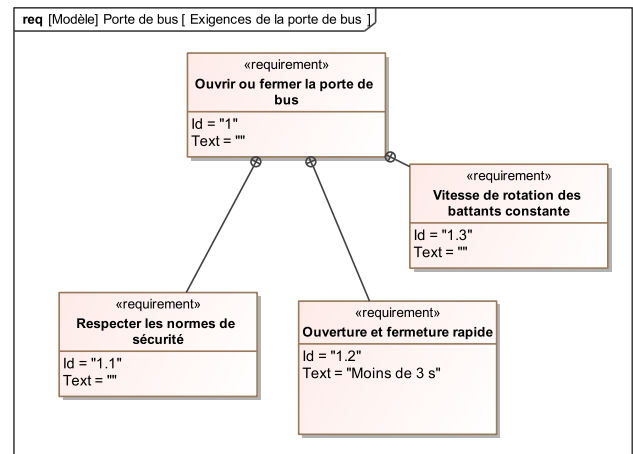 req [Modèle] Porte de bus [ Exigences de la porte de bus ]
«requirement»
Ouvrir ou fermer la porte de
bus
Id = "1"
Text = ""
«requirement»
Vitesse de rotation des
battants constante
Id = "1.3"
Text = ""
«requirement»
Respecter les normes de
sécurité
Id = "1.1"
Text = ""
«requirement»
Ouverture et fermeture rapide
Id = "1.2"
Text = "Moins de 3 s"